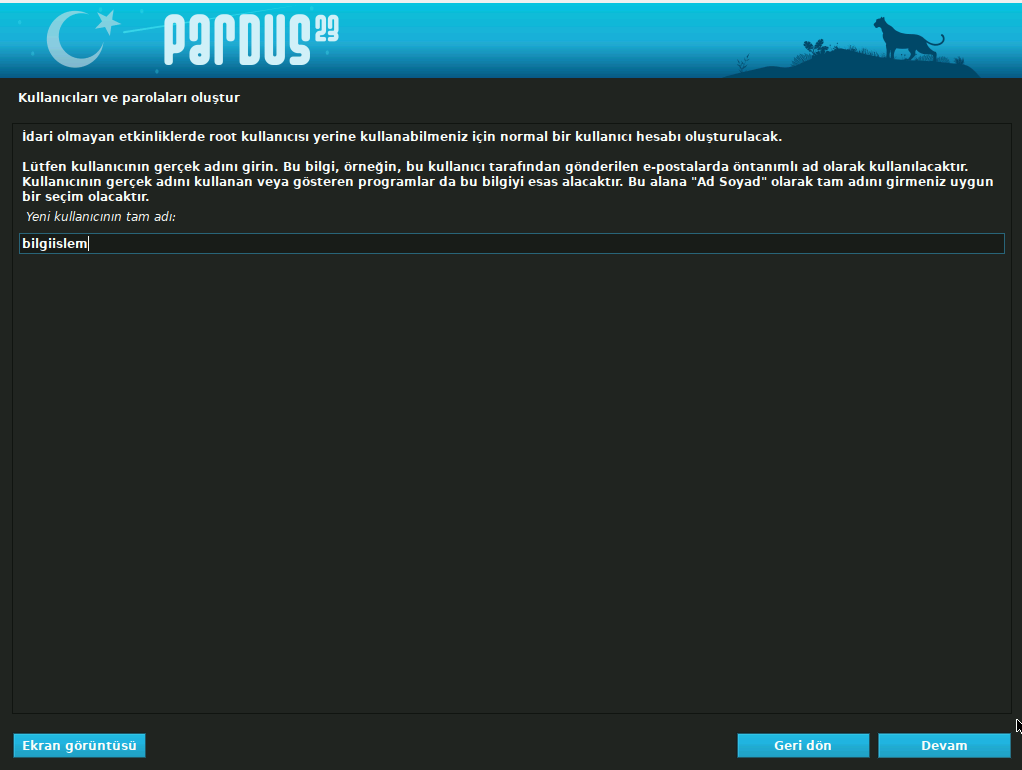 PARDUS 23
Kullanıcıları ve parolaları oluştur
İdari olmayan etkinliklerde root kullanıcısı yerine kullanabilmeniz için normal bir kullanıcı hesabı oluşturulacak.
Lütfen kullanıcının gerçek adını girin. Bu bilgi, örneğin, bu kullanıcı tarafından gönderilen e-postalarda öntanımlı ad olarak kullanılacaktır.
Kullanıcının gerçek adını kullanan veya gösteren programlar da bu bilgiyi esas alacaktır. Bu alana "Ad Soyad" olarak tam adını girmeniz uygun
bir seçim olacaktır.
Yeni kullanıcının tam adı:
bilgiislem
Ekran görüntüsü
Geri dön
Devam